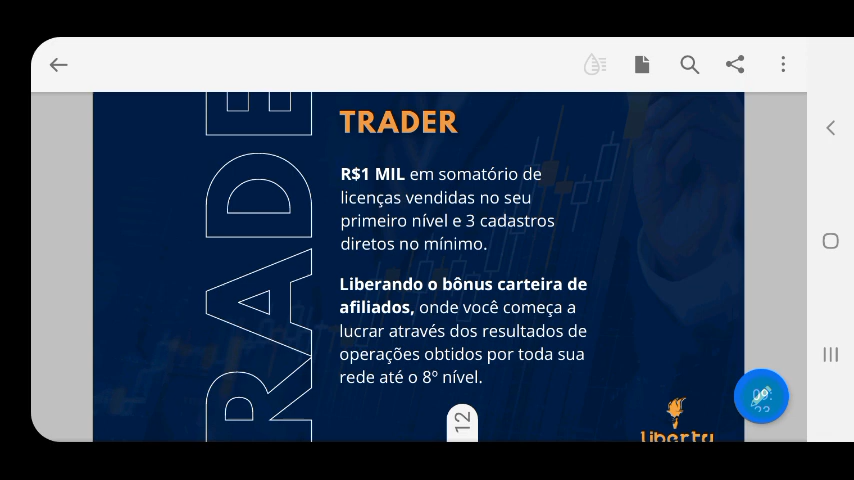 TRADER
TRADER
R$1 MIL em somatório de
licenças vendidas no seu
primeiro nível e 3 cadastros
diretos no mínimo.
Liberando o bônus carteira de
afiliados, onde você começa a
lucrar através dos resultados de
operações obtidos por toda sua
rede até o 8º nível.
12
liberty